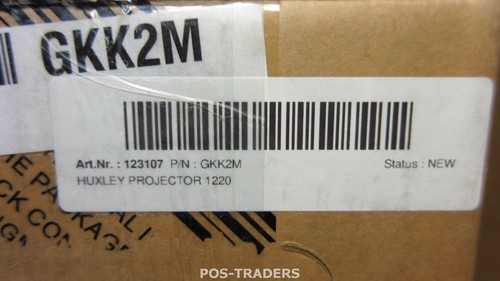 GKK2M
Art.Nr. : 123107 P/N : GKK2M Status : NEW
HUXLEY PROJECTOR 1220
POS-TRADERS